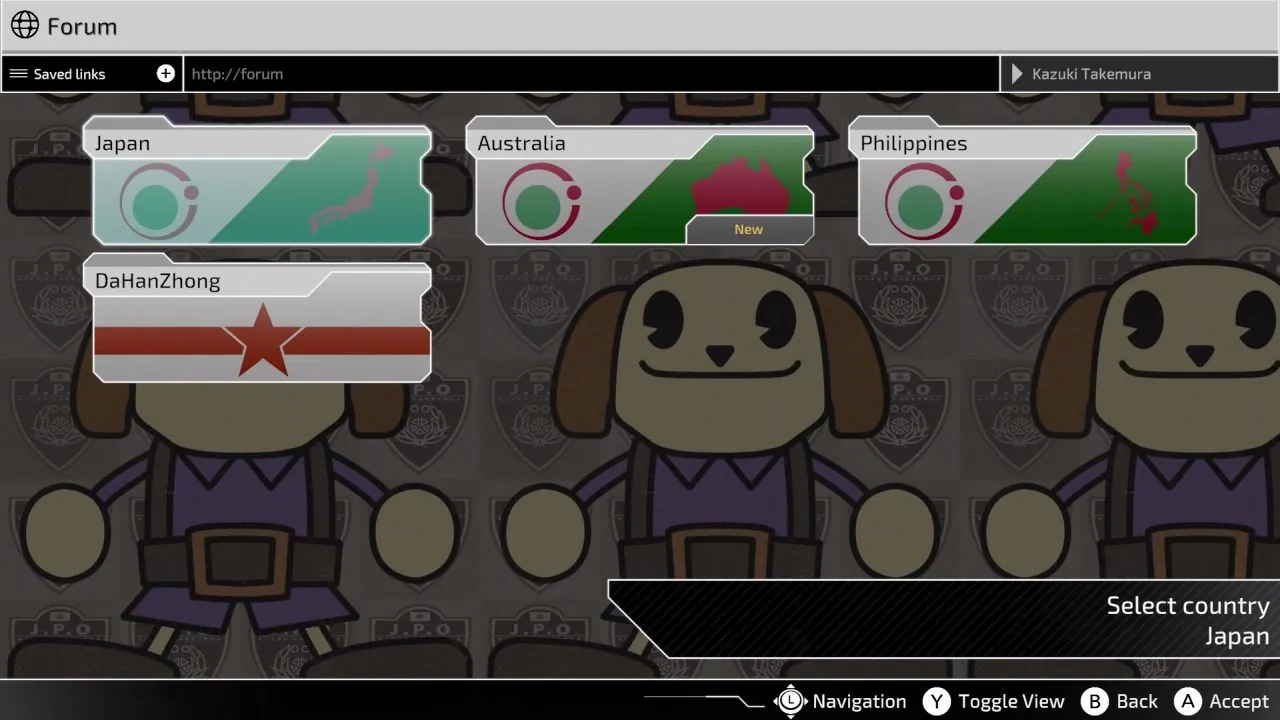 Forum
Saved links
http://forum
Kazuki Takemura
Japan
Australia
Philippines
New
DaHanZhong
J.P.O
J.P.O
J.P.O
J.P.O
J.P.O
Select country
Japan
L Navigation
Y Toggle View
B Back
A Accept